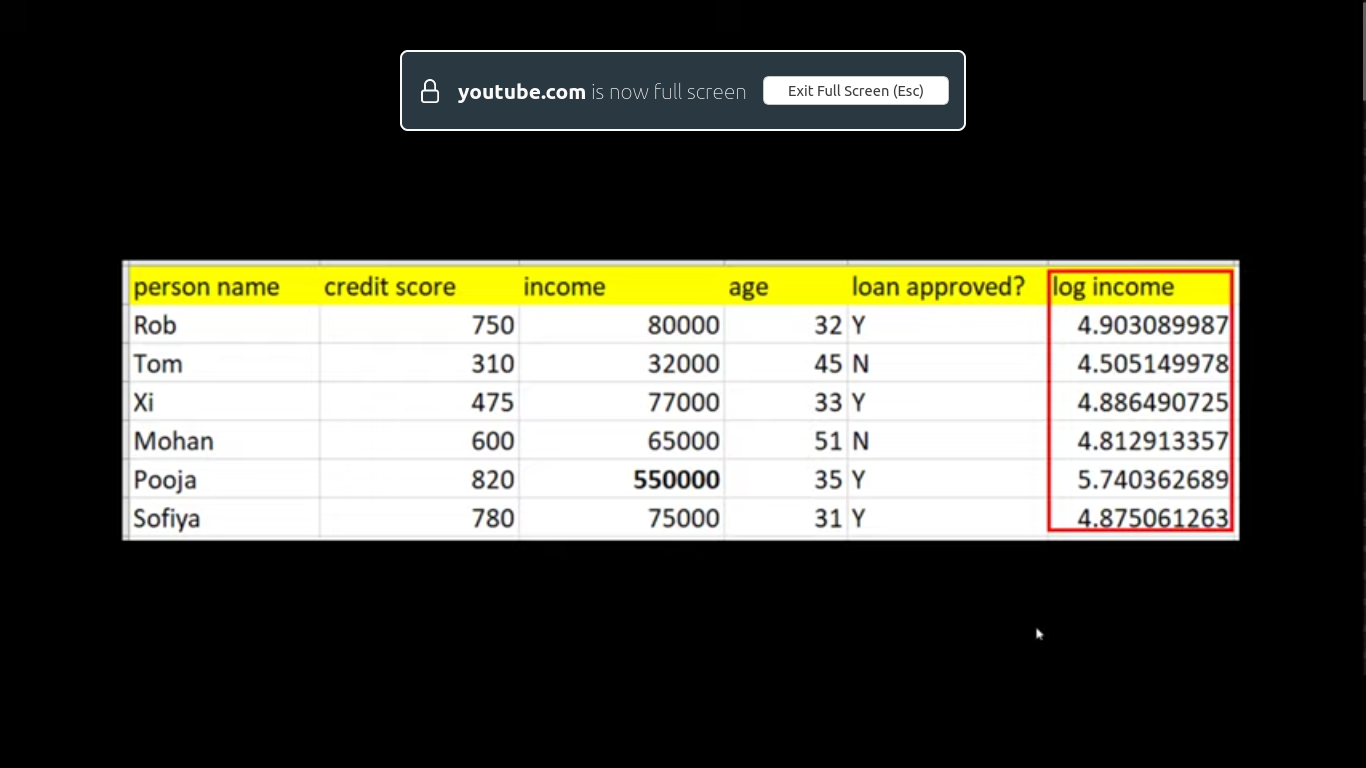 youtube.com is now full screen Exit Full Screen (Esc)
person name credit score income age loan approved? log income
Rob 750 80000 32 Y 4.903089987
Tom 310 32000 45 N 4.505149978
Xi 475 77000 33 Y 4.886490725
Mohan 600 65000 51 N 4.812913357
Pooja 820 550000 35 Y 5.740362689
Sofiya 780 75000 31 Y 4.875061263